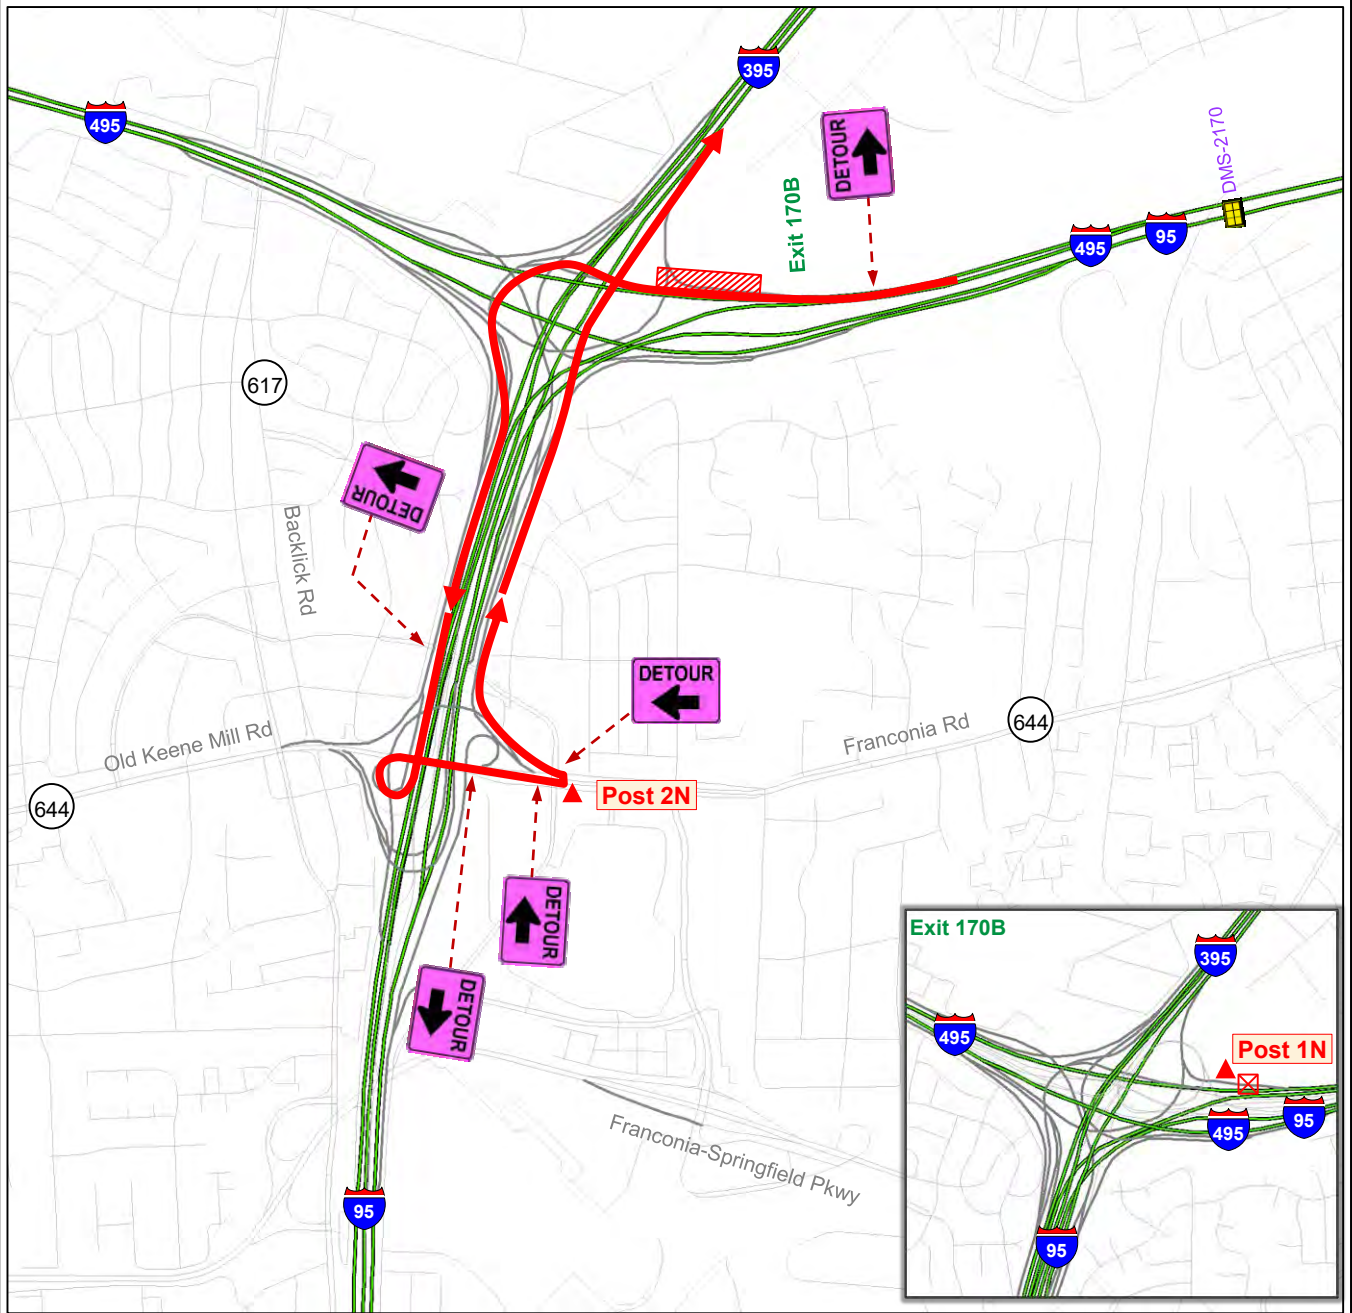 395
495
DETOUR
DMS-2170
Exit 170B
495
95
617
DETOUR
Backlick Rd
DETOUR
Franconia Rd
644
Old Keene Mill Rd
644
Post 2N
DETOUR
DETOUR
Franconia-Springfield Pkwy
95
Exit 170B
395
495
Post 1N
495
95
95